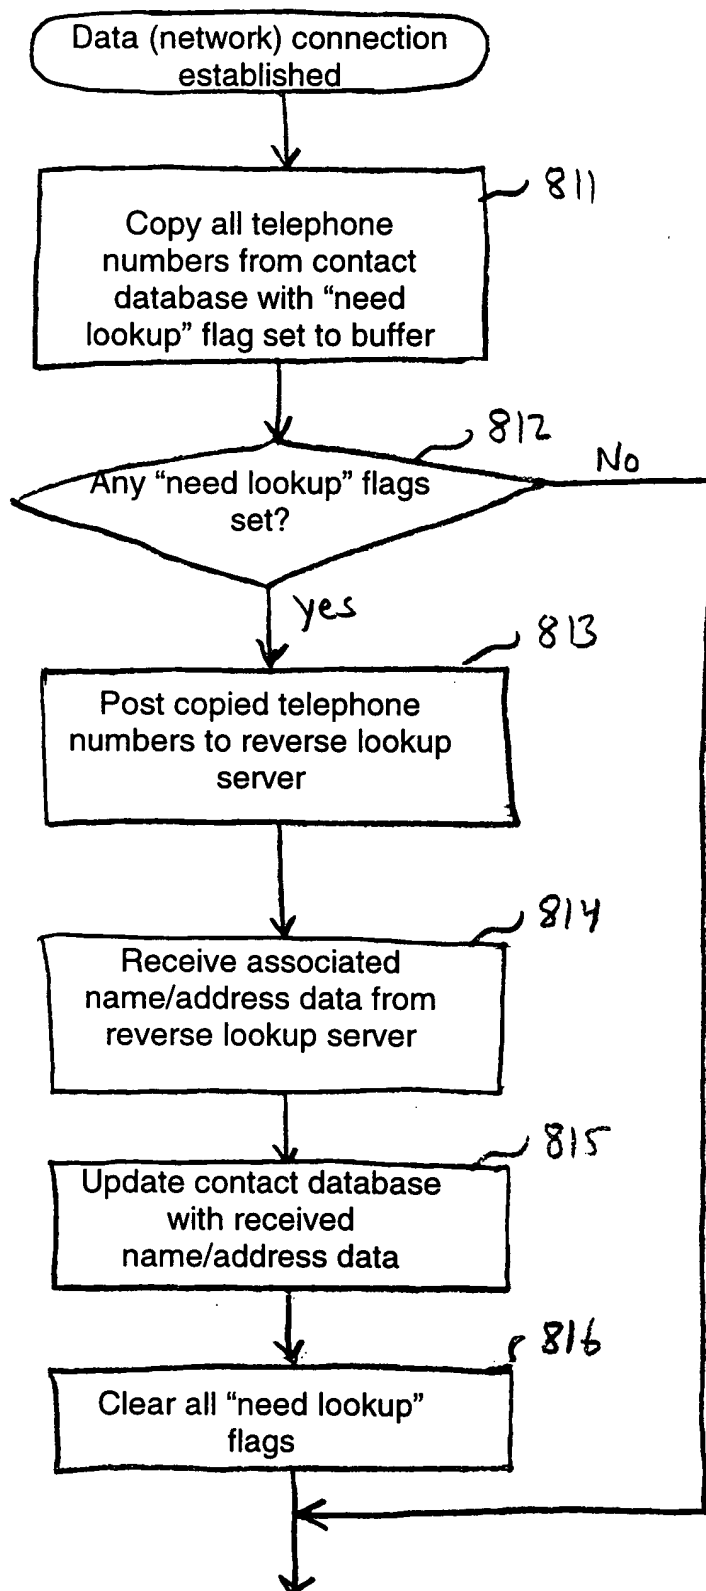 Data (network) connection
established
811
Copy all telephone
numbers from contact
database with “need
lookup” flag set to buffer
812
No
Any “need lookup” flags
set?
yes
813
Post copied telephone
numbers to reverse lookup
server
814
Receive associated
name/address data from
reverse lookup server
815
Update contact database
with received
name/address data
816
Clear all “need lookup”
flags